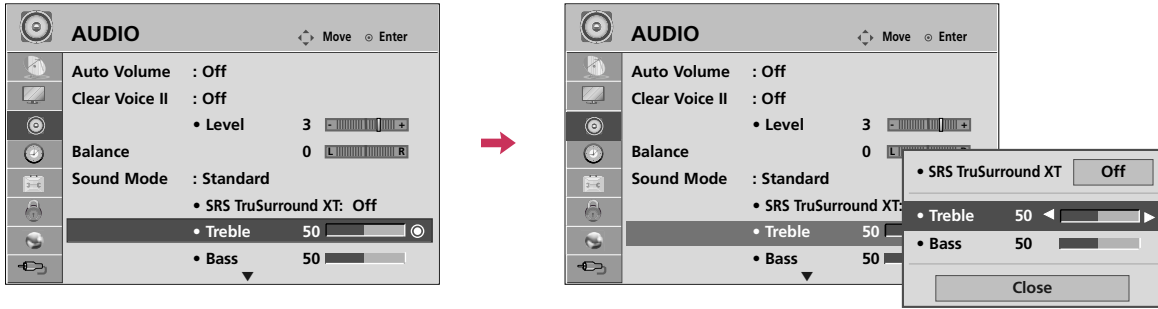 AUDIO Move Enter
Auto Volume : Off
Clear Voice II : Off
• Level 3 - +
Balance 0 L R
Sound Mode : Standard
• SRS TruSurround XT: Off
• Treble 50
• Bass 50
AUDIO Move Enter
Auto Volume : Off
Clear Voice II : Off
• Level 3 - +
Balance 0 L R
Sound Mode : Standard
• SRS TruSurround XT:
• Treble 50
• Bass 50
• SRS TruSurround XT Off
• Treble 50
• Bass 50
Close